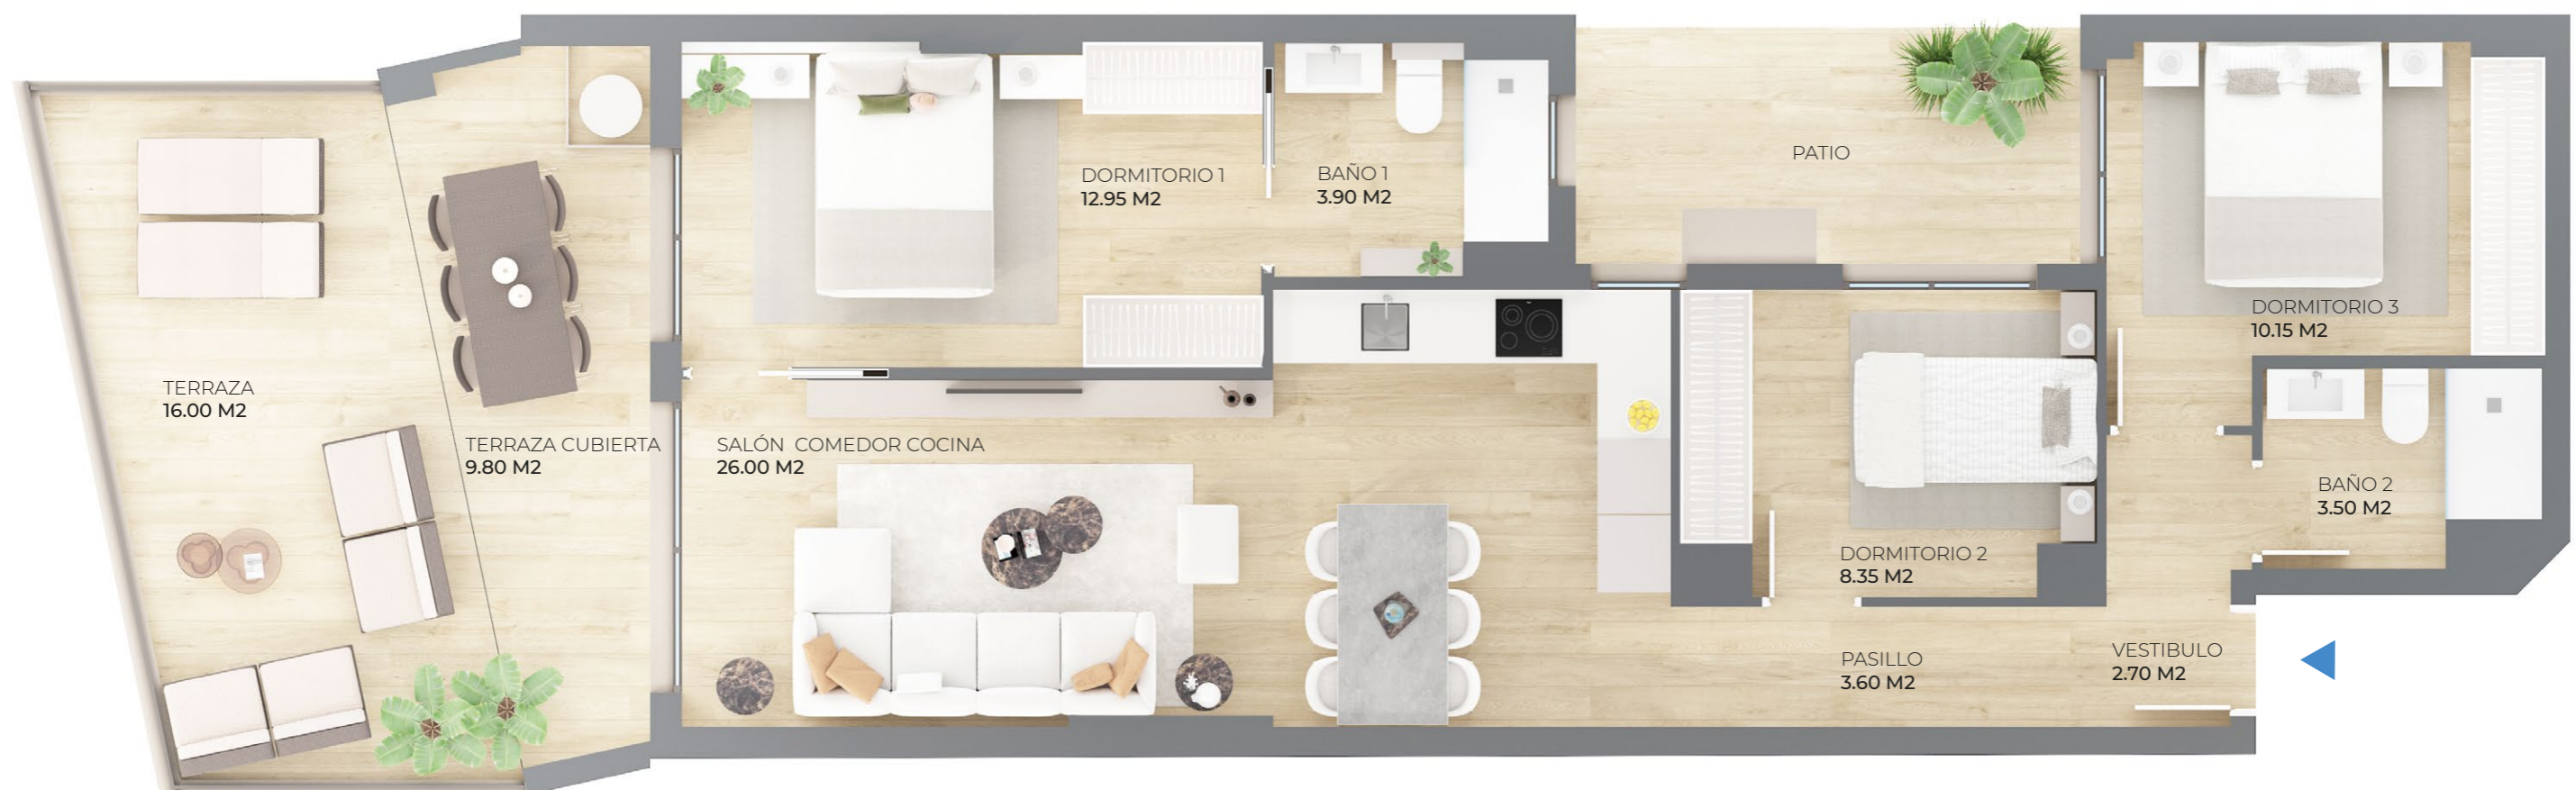 TERRAZA
16.00 M2
TERRAZA CUBIERTA
9.80 M2
DORMITORIO 1
12.95 M2
BAÑO 1
3.90 M2
SALÓN  COMEDOR COCINA
26.00 M2
PATIO
DORMITORIO 2
8.35 M2
DORMITORIO 3
10.15 M2
BAÑO 2
3.50 M2
PASILLO
3.60 M2
VESTIBULO
2.70 M2